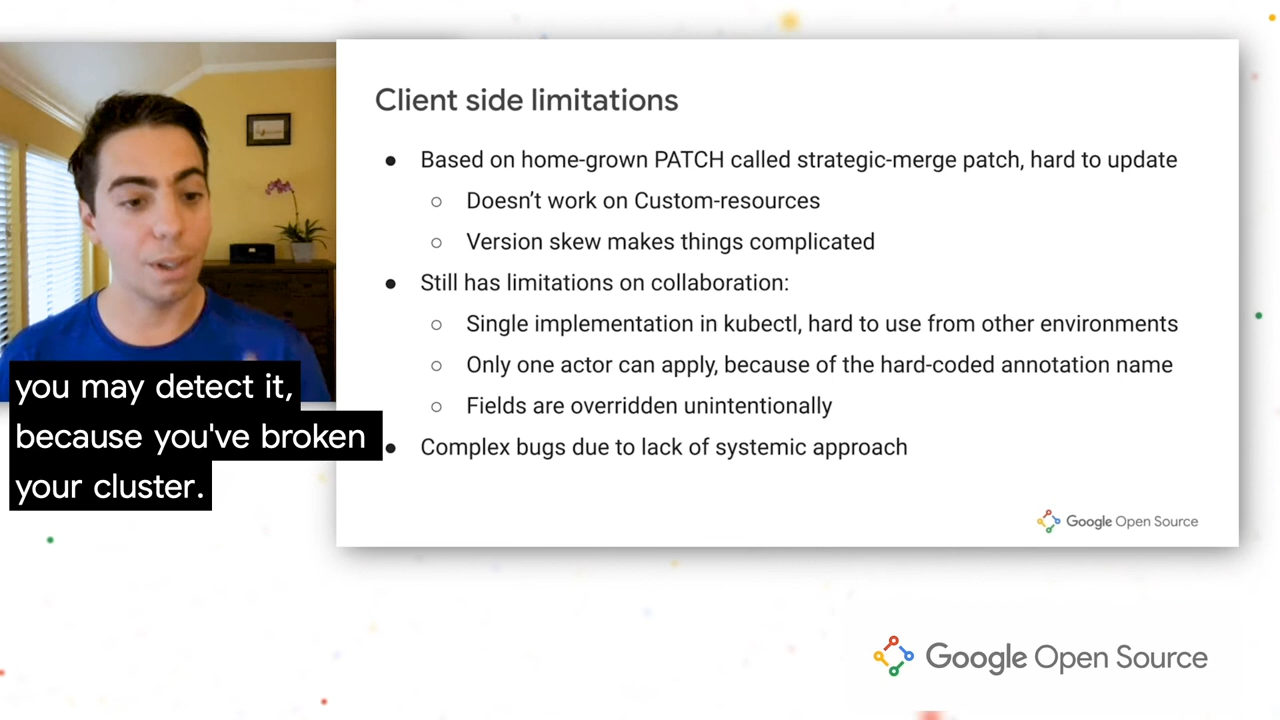 Client side limitations
● Based on home-grown PATCH called strategic-merge patch, hard to update
○ Doesn’t work on Custom-resources
○ Version skew makes things complicated
● Still has limitations on collaboration:
○ Single implementation in kubectl, hard to use from other environments
○ Only one actor can apply, because of the hard-coded annotation name
○ Fields are overridden unintentionally
● Complex bugs due to lack of systemic approach
Google Open Source
you may detect it,
because you've broken
your cluster.
Google Open Source